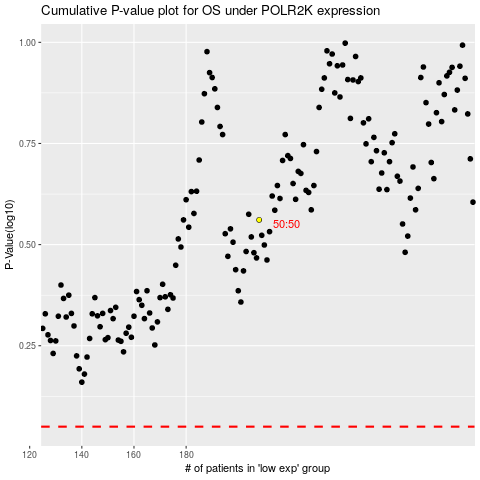 Cumulative P-value plot for OS under POLR2K expression
P-Value(log10)
1.00
0.75
0.50
0.25
50:50
120 140 160 180
# of patients in 'low exp' group